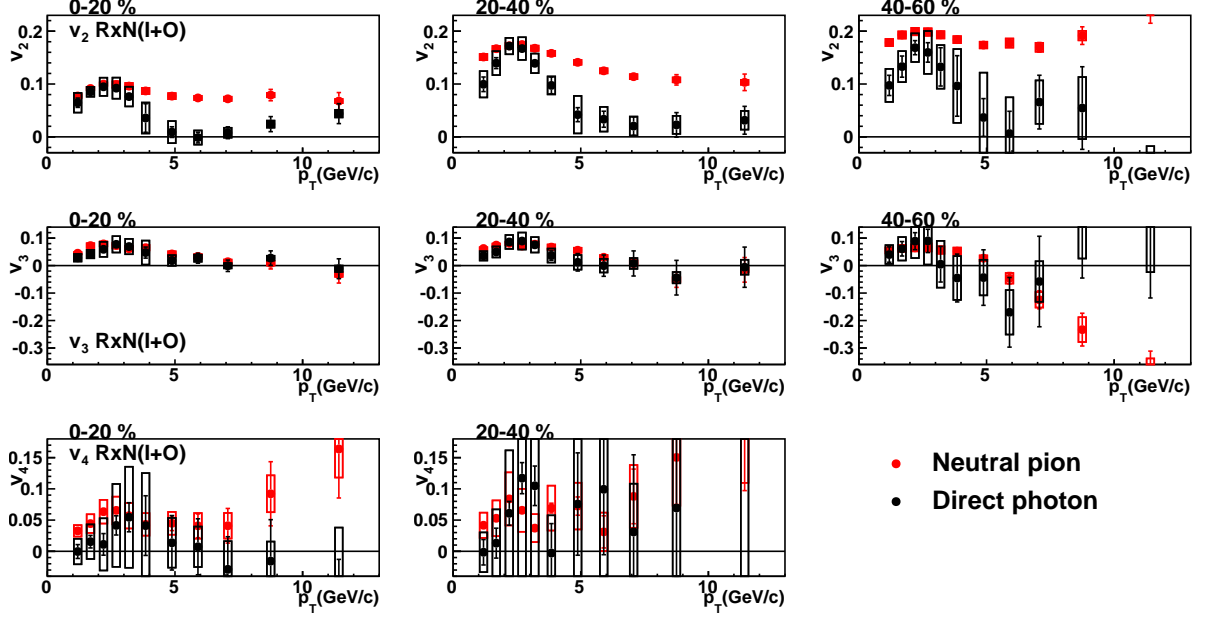 0-20 %
20-40 %
40-60 %
v2 RxN(I+O)
v2
v2
v2
0.2
0.1
0
0.2
0.1
0
0.2
0.1
0
0 5 10
0 5 10
0 5 10
pT(GeV/c)
pT(GeV/c)
pT(GeV/c)
0-20 %
20-40 %
40-60 %
v3
v3
v3
0.1
0
-0.1
-0.2
-0.3
0.1
0
-0.1
-0.2
-0.3
0.1
0
-0.1
-0.2
-0.3
v3 RxN(I+O)
0 5 10
0 5 10
0 5 10
pT(GeV/c)
pT(GeV/c)
pT(GeV/c)
0-20 %
20-40 %
v4 RxN(I+O)
v4
v4
0.15
0.1
0.05
0
0.15
0.1
0.05
0
0 5 10
0 5 10
pT(GeV/c)
pT(GeV/c)
Neutral pion
Direct photon